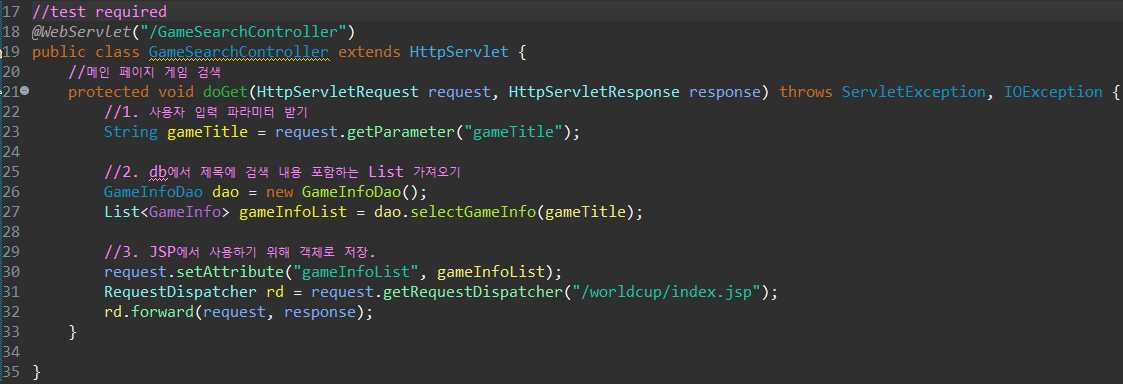 17 //test required
18 @WebServlet("/GameSearchController")
19 public class GameSearchController extends HttpServlet {
20     //메인 페이지 게임 검색
21     protected void doGet(HttpServletRequest request, HttpServletResponse response) throws ServletException, IOException {
22         //1. 사용자 입력 파라미터 받기
23         String gameTitle = request.getParameter("gameTitle");
24
25         //2. db에서 제목에 검색 내용 포함하는 List 가져오기
26         GameInfoDao dao = new GameInfoDao();
27         List<GameInfo> gameInfoList = dao.selectGameInfo(gameTitle);
28
29         //3. JSP에서 사용하기 위해 객체로 저장.
30         request.setAttribute("gameInfoList", gameInfoList);
31         RequestDispatcher rd = request.getRequestDispatcher("/worldcup/index.jsp");
32         rd.forward(request, response);
33     }
34
35 }